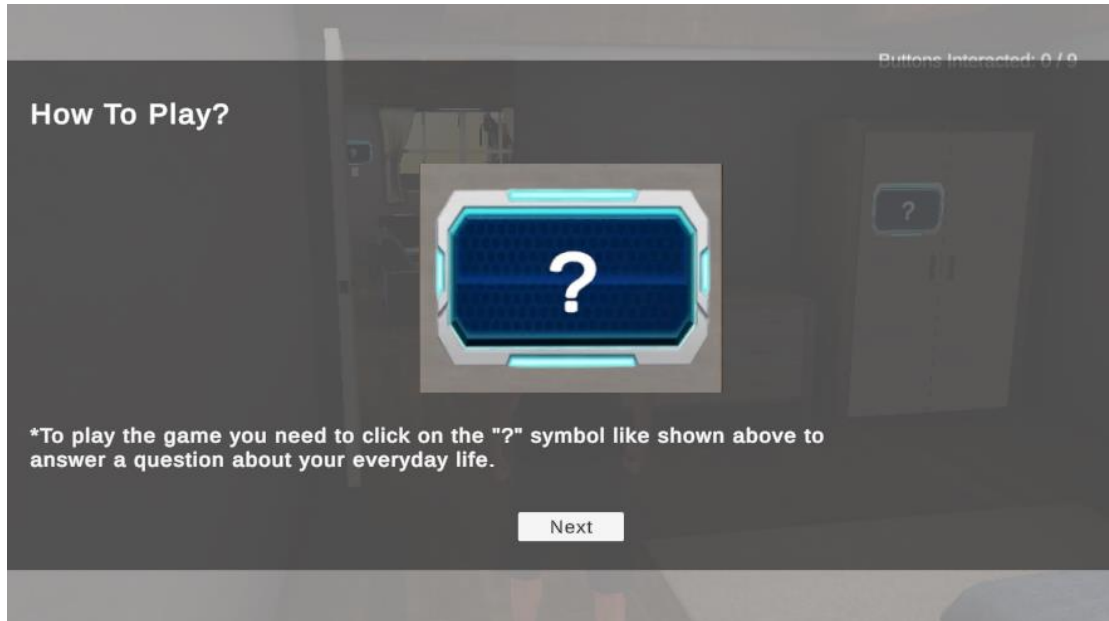 Buttons Interacted: 0 / 9
How To Play?
?
?
?
*To play the game you need to click on the "?" symbol like shown above to
answer a question about your everyday life.
Next